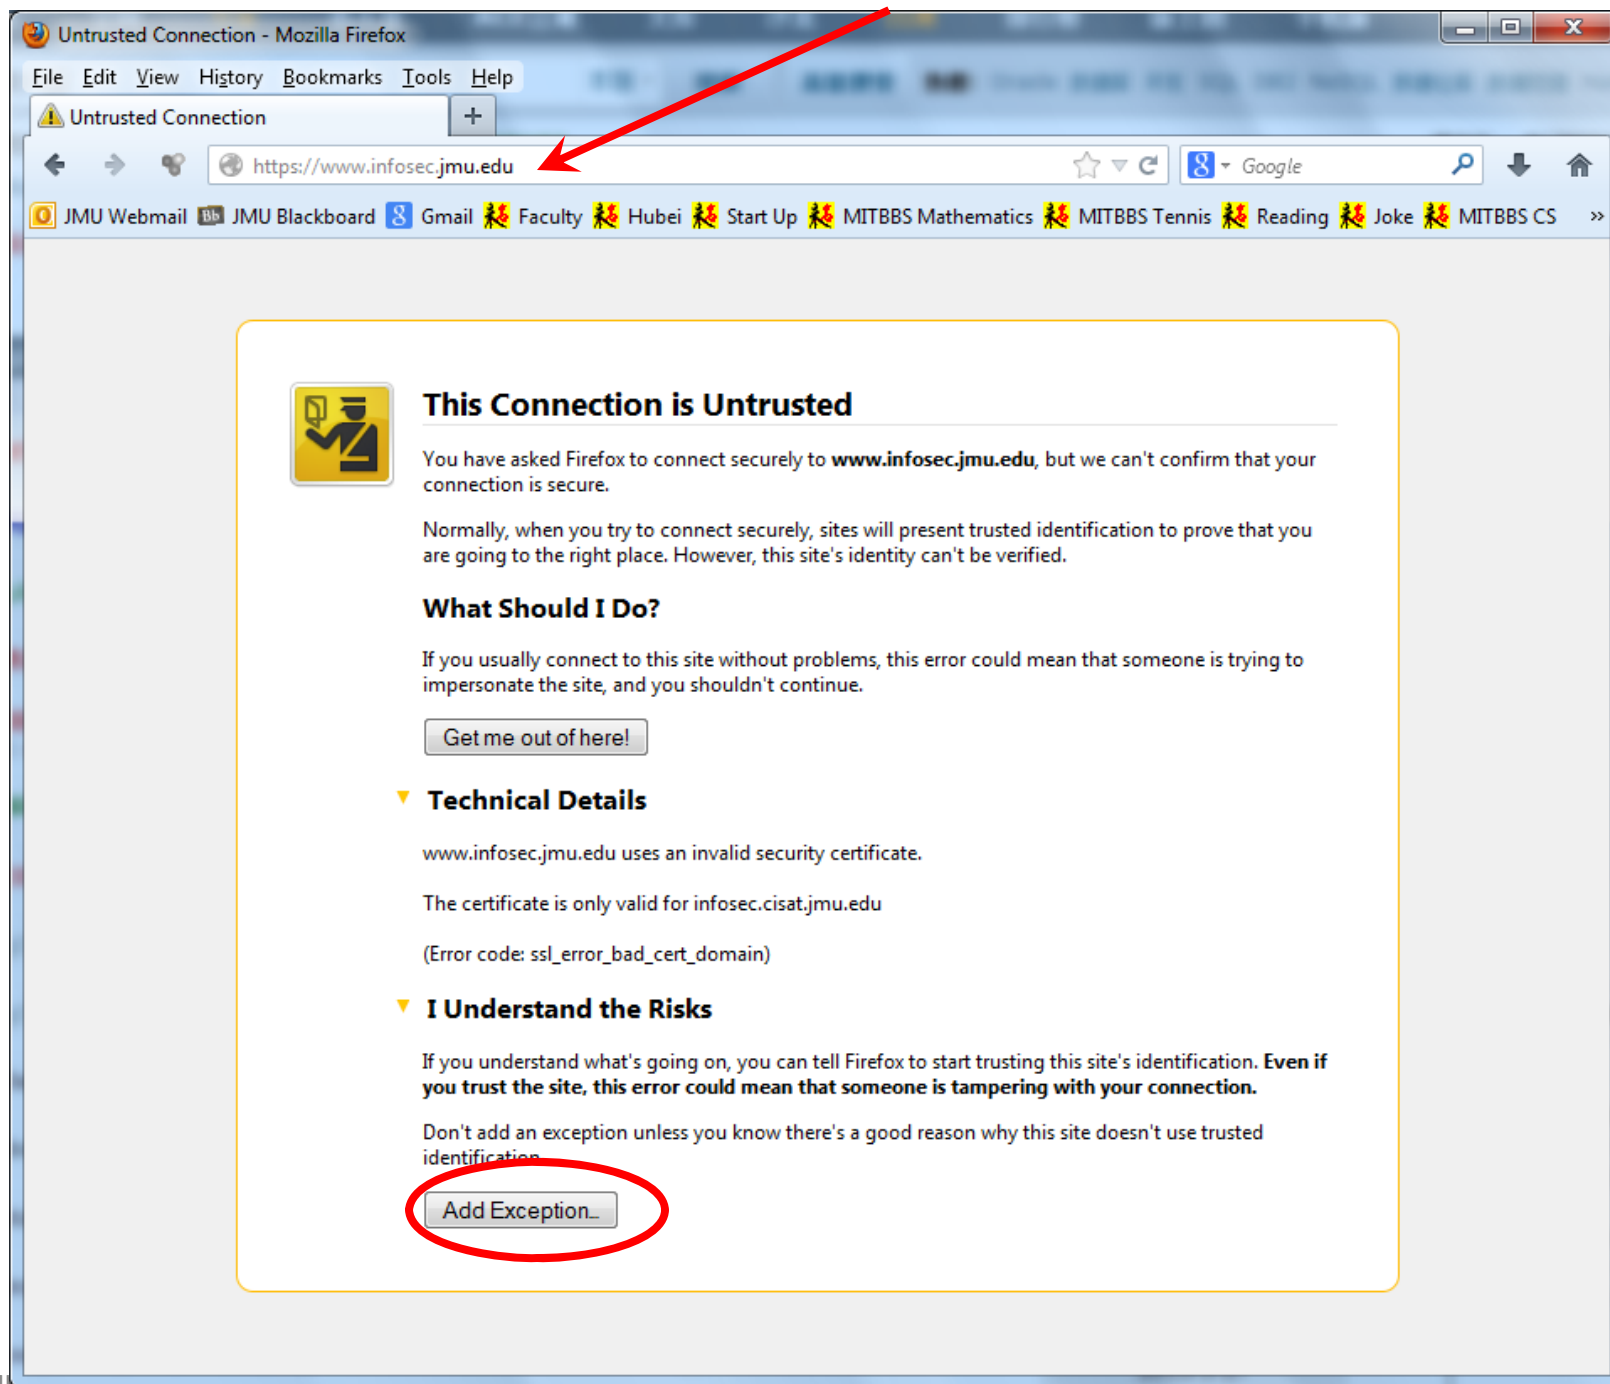 Untrusted Connection - Mozilla Firefox
File Edit View History Bookmarks Tools Help
Untrusted Connection +
https://www.infosec.jmu.edu 8 Google
JMU Webmail Bb JMU Blackboard 8 Gmail Faculty Hubei Start Up MITBBS Mathematics MITBBS Tennis Reading Joke MITBBS CS »
This Connection is Untrusted
You have asked Firefox to connect securely to www.infosec.jmu.edu, but we can't confirm that your
connection is secure.
Normally, when you try to connect securely, sites will present trusted identification to prove that you
are going to the right place. However, this site's identity can't be verified.
What Should I Do?
If you usually connect to this site without problems, this error could mean that someone is trying to
impersonate the site, and you shouldn't continue.
Get me out of here!
Technical Details
www.infosec.jmu.edu uses an invalid security certificate.
The certificate is only valid for infosec.cisat.jmu.edu
(Error code: ssl_error_bad_cert_domain)
I Understand the Risks
If you understand what's going on, you can tell Firefox to start trusting this site's identification. Even if
you trust the site, this error could mean that someone is tampering with your connection.
Don't add an exception unless you know there's a good reason why this site doesn't use trusted
identification.
Add Exception...